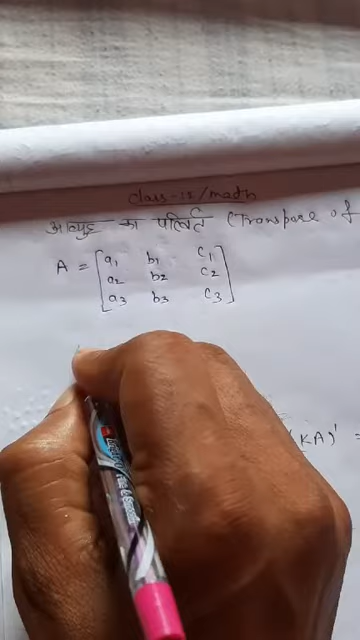 class-12/math
आव्यूह का परिवर्त (Transpose of
A = [a1 b1 c1
a2 b2 c2
a3 b3 c3]
(KA)' =